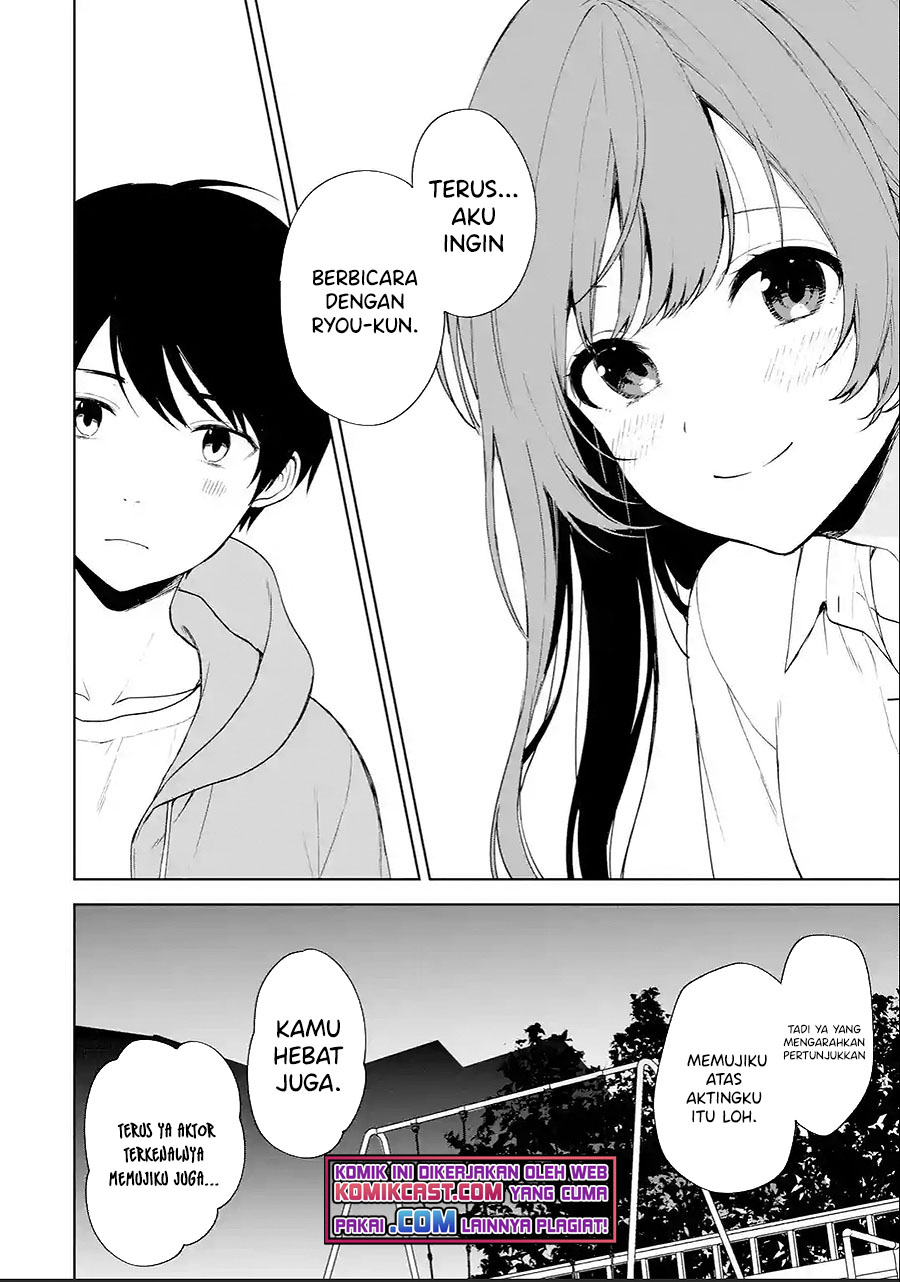 TERUS...
AKU
INGIN
BERBICARA
DENGAN
RYOU-KUN.
TADI YA YANG
MENGARAHKAN
PERTUNJUKKAN
MEMUJIKU
ATAS
AKTINGKU
ITU LOH.
KAMU
HEBAT
JUGA.
TERUS YA AKTOR
TERKENALNYA
MEMUJIKU JUGA...
KOMIK INI DIKERJAKAN OLEH WEB
KOMIKCAST.COM YANG CUMA
PAKAI .COM LAINNYA PLAGIAT!